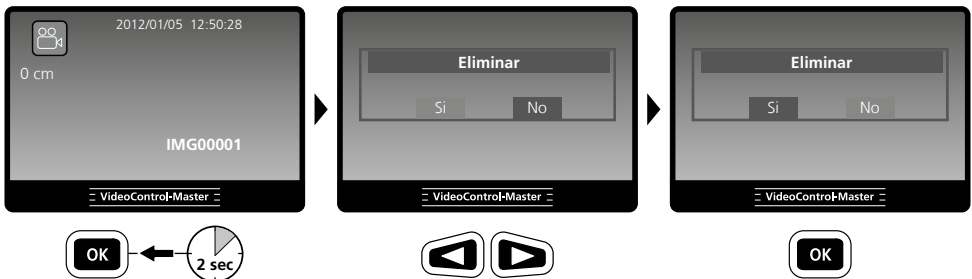 2012/01/05 12:50:28
0 cm
IMG00001
VideoControl-Master
OK
2 sec
Eliminar
Si No
VideoControl-Master
Eliminar
Si No
VideoControl-Master
OK